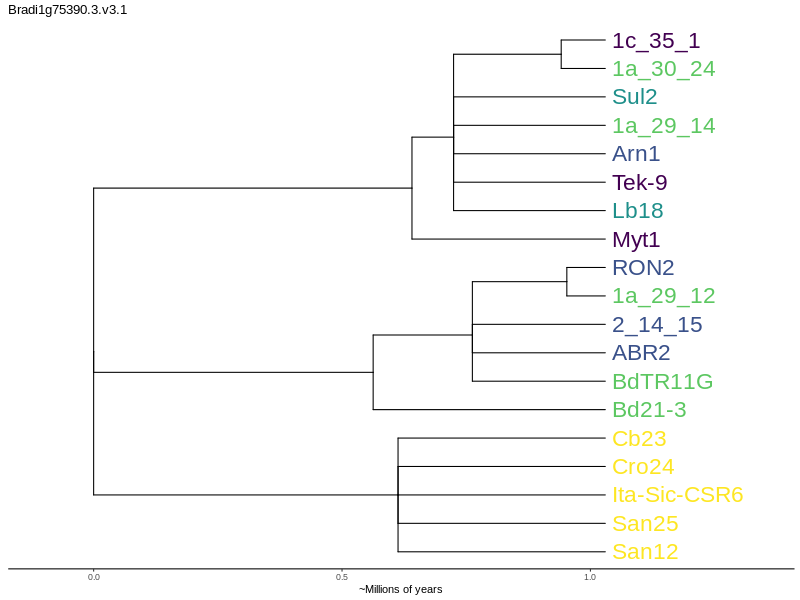 Bradi1g75390.3.v3.1
1c_35_1
1a_30_24
Sul2
1a_29_14
Arn1
Tek-9
Lb18
Myt1
RON2
1a_29_12
2_14_15
ABR2
BdTR11G
Bd21-3
Cb23
Cro24
Ita-Sic-CSR6
San25
San12
0.0 0.5 1.0
~Millions of years